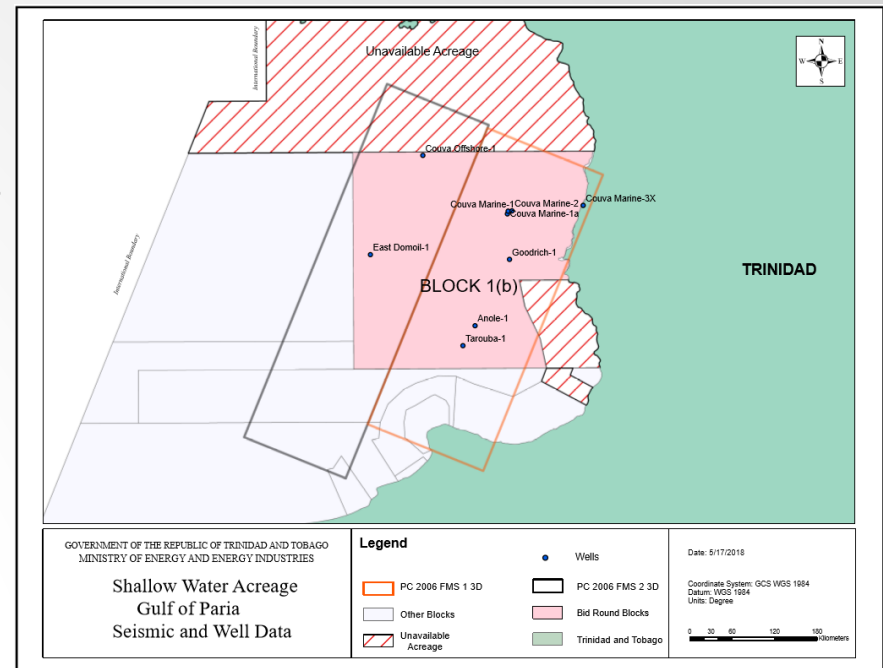 Unavailable Acreage
International Boundary
N
W E
S
Couva Offshore-1
Couva Marine-3X
Couva Marine-1
Couva Marine-2
Couva Marine-1a
East Domoil-1
Goodrich-1
International Boundary
TRINIDAD
BLOCK 1(b)
Anole-1
Tarouba-1
GOVERNMENT OF THE REPUBLIC OF TRINIDAD AND TOBAGO
MINISTRY OF ENERGY AND ENERGY INDUSTRIES
Shallow Water Acreage
Gulf of Paria
Seismic and Well Data
Legend
Wells
PC 2006 FMS 1 3D
PC 2006 FMS 2 3D
Other Blocks
Bid Round Blocks
Unavailable
Acreage
Trinidad and Tobago
Date: 5/17/2018
Coordinate System: GCS WGS 1984
Datum: WGS 1984
Units: Degree
0 30 60 120 180
Kilometers